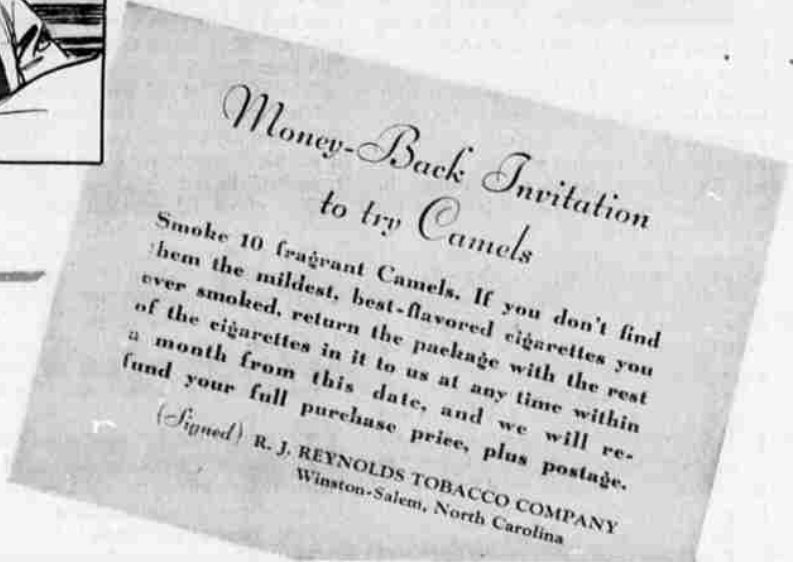 Money-Back Invitation
to try Camels
Smoke 10 fragrant Camels. If you don't find
them the mildest, best-flavored cigarettes you
ever smoked, return the package with the rest
of the cigarettes in it to us at any time within
a month from this date, and we will re-
fund your full purchase price, plus postage.
(Signed) R. J. REYNOLDS TOBACCO COMPANY
Winston-Salem, North Carolina